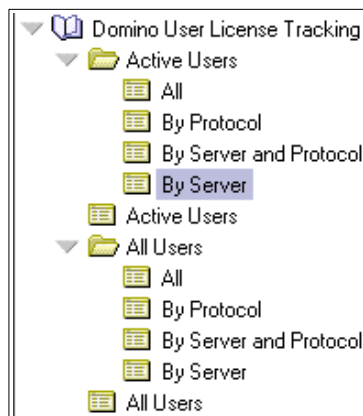 Domino User License Tracking
Active Users
All
By Protocol
By Server and Protocol
By Server
Active Users
All Users
All
By Protocol
By Server and Protocol
By Server
All Users